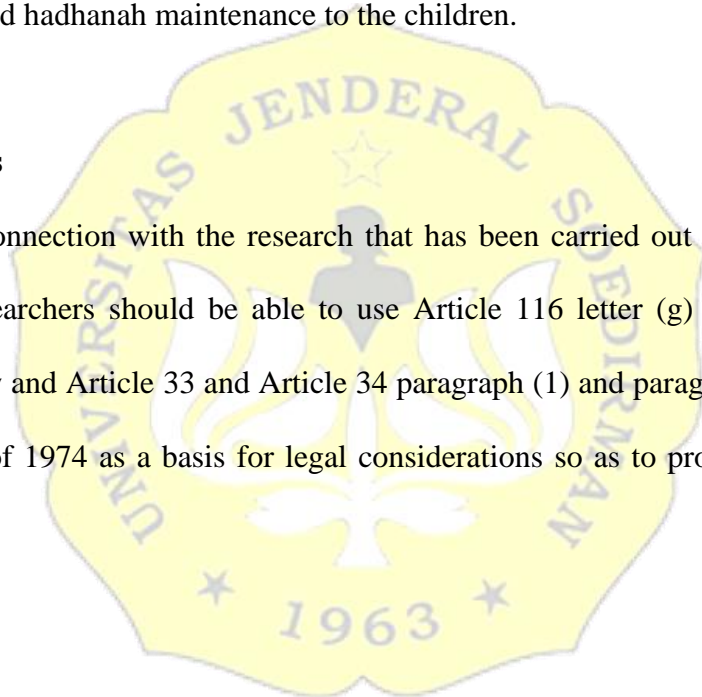 d hadhanah maintenance to the children.
s
onnection with the research that has been carried out
earchers should be able to use Article 116 letter (g)
and Article 33 and Article 34 paragraph (1) and parag
of 1974 as a basis for legal considerations so as to pro
UNIVERSITAS JENDERAL SOEDIRMAN
1963